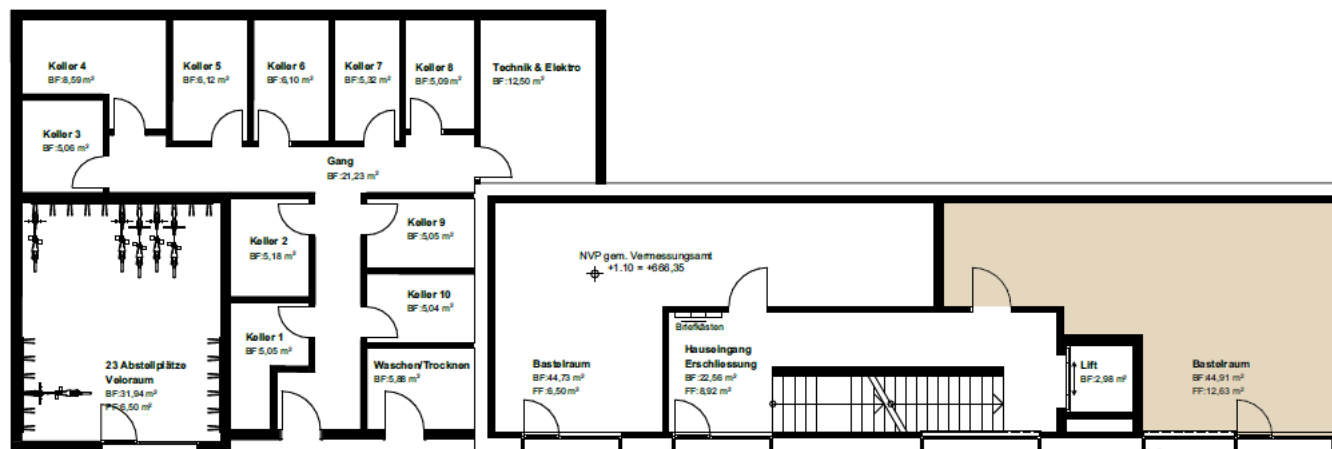 Keller 4
BF:8,59 m²
Keller 5
BF:6,12 m²
Keller 6
BF:6,10 m²
Keller 7
BF:5,32 m²
Keller 8
BF:5,09 m²
Technik & Elektro
BF:12,50 m²
Keller 3
BF:5,06 m²
Gang
BF:21,23 m²
Keller 2
BF:5,18 m²
Keller 9
BF:5,05 m²
NVP gem. Vermessungsamt
+1.10 = +666,35
Keller 10
BF:5,04 m²
Keller 1
BF:5,05 m²
Briefkästen
23 Abstellplätze
Veloraum
BF:31,94 m²
FF:6,50 m²
Waschen/Trocknen
BF:5,88 m²
Bastelraum
BF:44,73 m²
FF:6,50 m²
Hauseingang
Erschliessung
BF:22,56 m²
FF:8,92 m²
Lift
BF:2,98 m²
Bastelraum
BF:44,91 m²
FF:12,63 m²